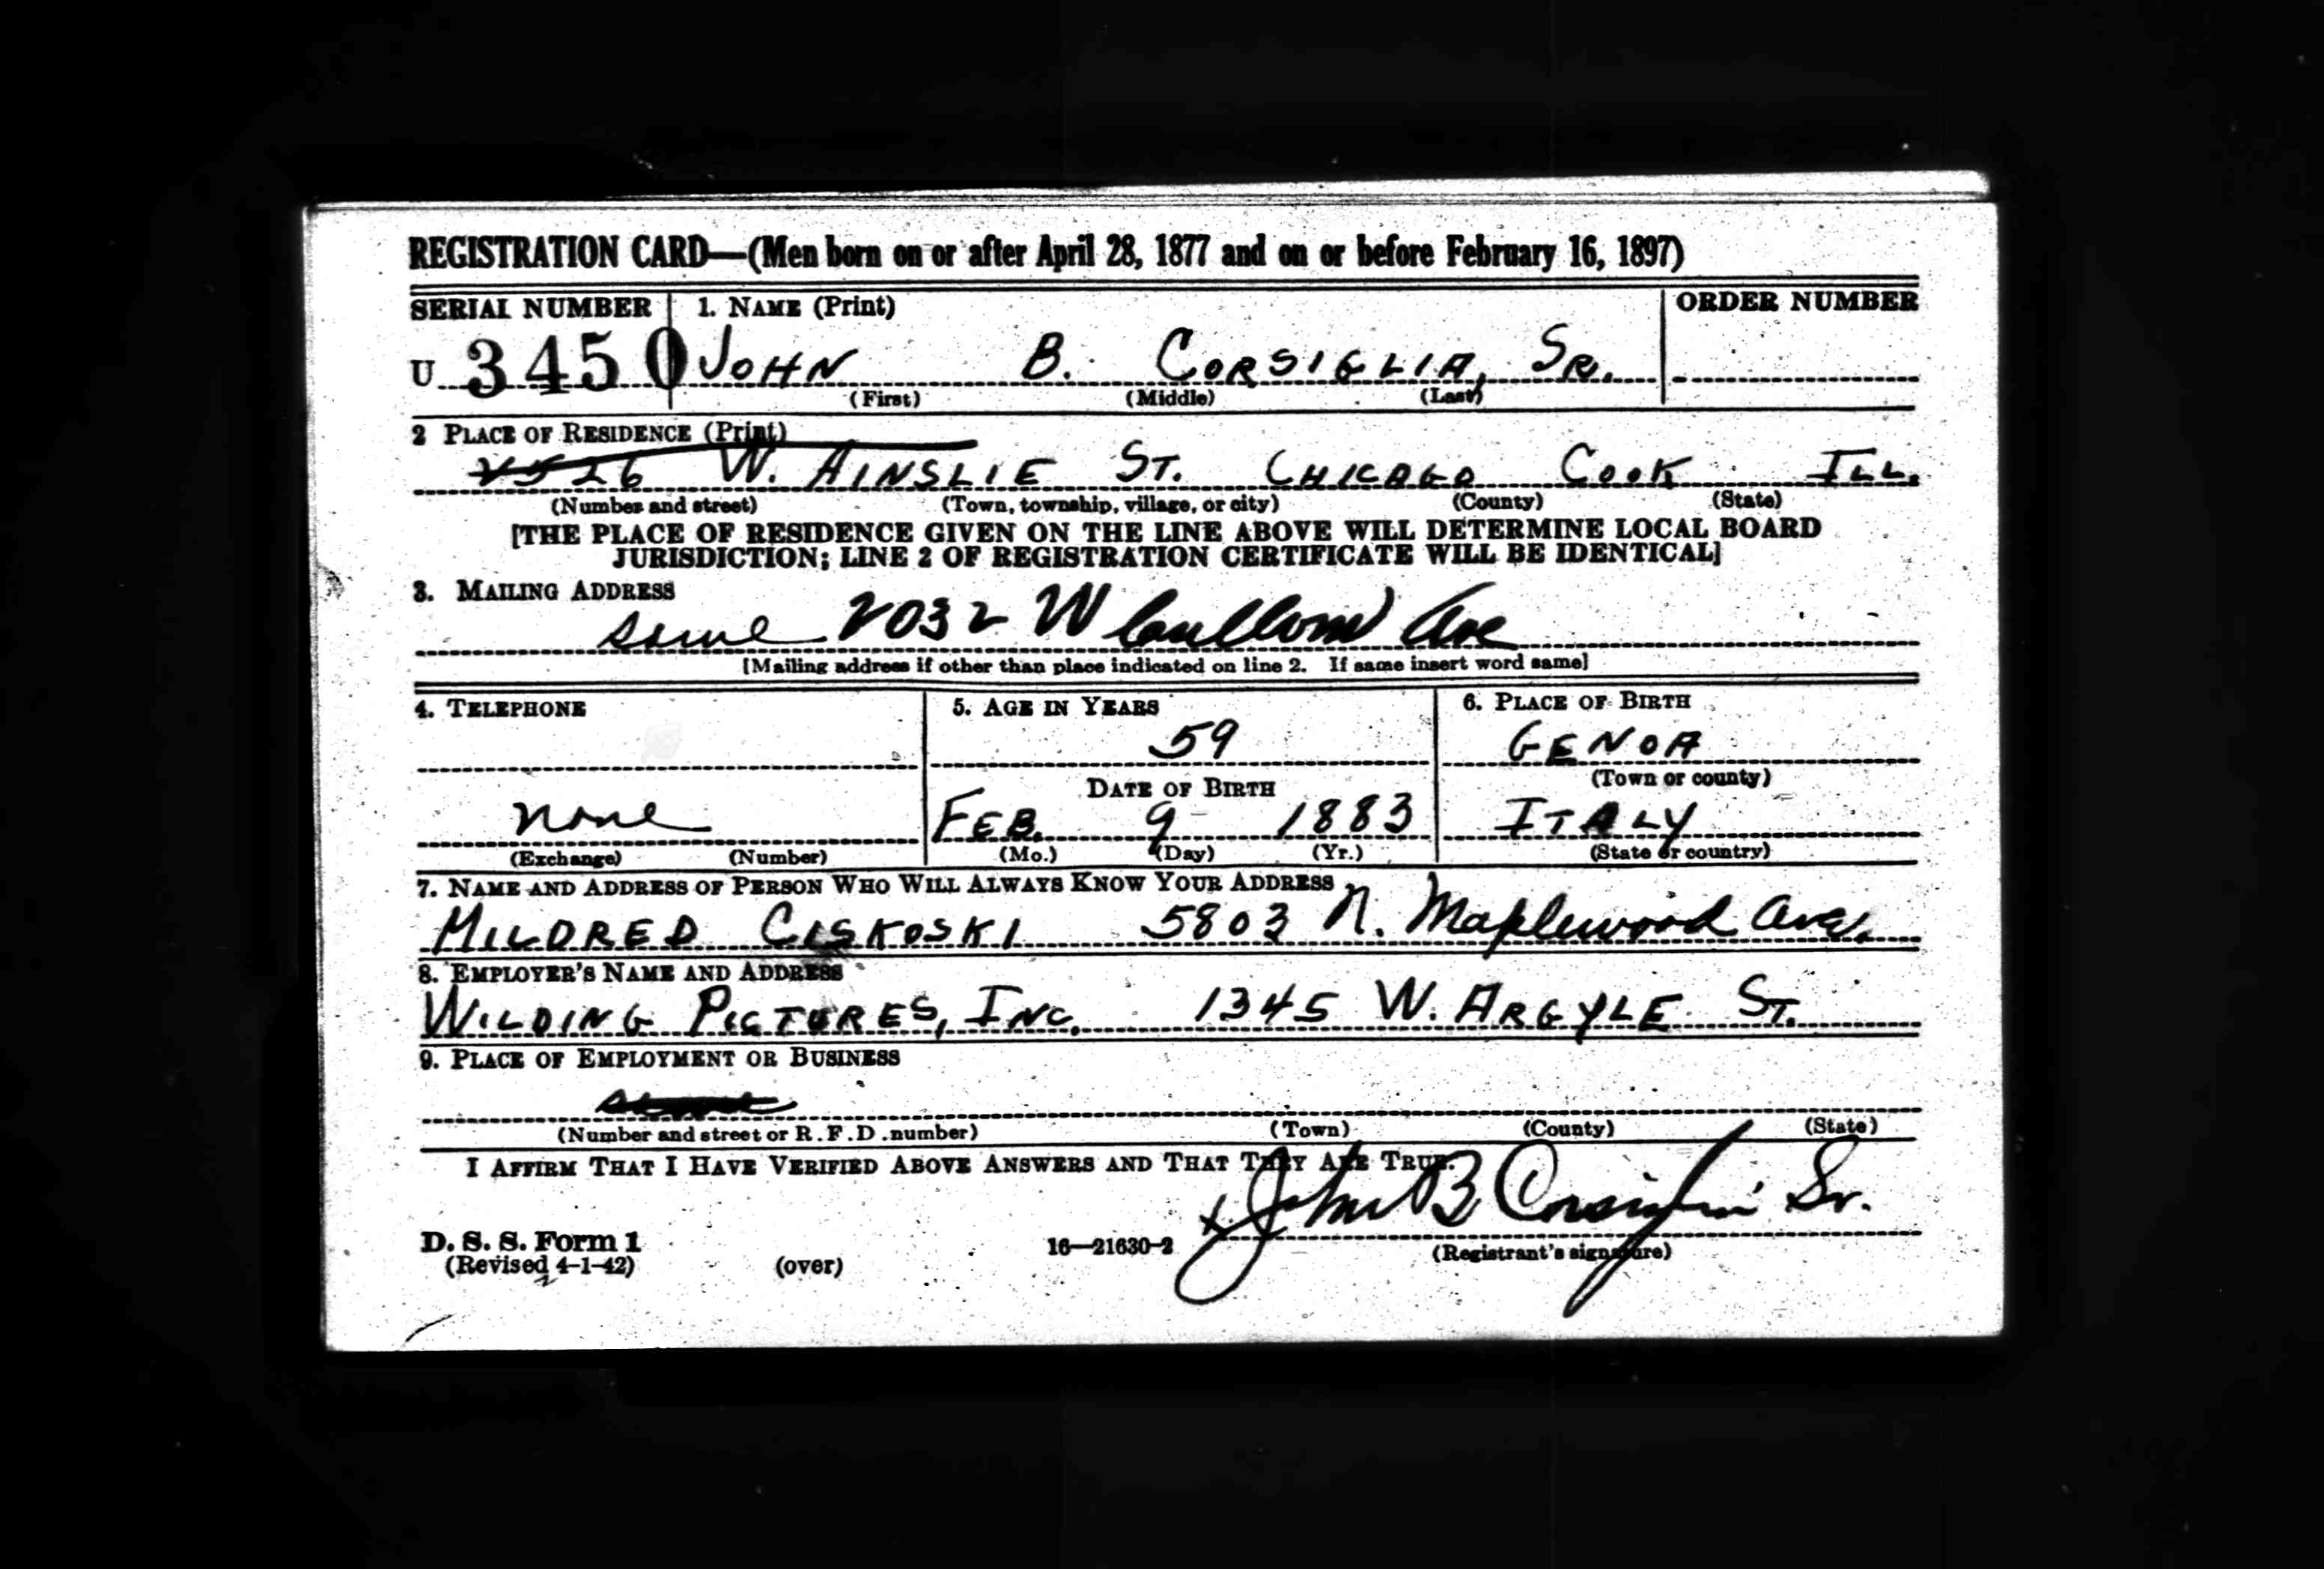 REGISTRATION CARD—(Men born on or after April 28, 1877 and on or before February 16, 1897)
SERIAL NUMBER 1. NAME (Print) ORDER NUMBER
U 3450 JOHN B. CORSIGLIA, SR.
(First) (Middle) (Last)
2 PLACE OF RESIDENCE (Print)
2526 W. AINSLIE ST. CHICAGO COOK ILL.
(Number and street) (Town, township, village, or city) (County) (State)
[THE PLACE OF RESIDENCE GIVEN ON THE LINE ABOVE WILL DETERMINE LOCAL BOARD
JURISDICTION; LINE 2 OF REGISTRATION CERTIFICATE WILL BE IDENTICAL]
3. MAILING ADDRESS
same 2032 W Cullom Ave
[Mailing address if other than place indicated on line 2. If same insert word same]
4. TELEPHONE 5. AGE IN YEARS 6. PLACE OF BIRTH
59 GENOA
DATE OF BIRTH (Town or county)
none FEB. 9 1883 ITALY
(Exchange) (Number) (Mo.) (Day) (Yr.) (State or country)
7. NAME AND ADDRESS OF PERSON WHO WILL ALWAYS KNOW YOUR ADDRESS
MILDRED CISKOSKI 5803 N. Maplewood Ave.
8. EMPLOYER'S NAME AND ADDRESS
WILDING PICTURES, INC. 1345 W. ARGYLE ST.
9. PLACE OF EMPLOYMENT OR BUSINESS
same
(Number and street or R.F.D. number) (Town) (County) (State)
I AFFIRM THAT I HAVE VERIFIED ABOVE ANSWERS AND THAT THEY ARE TRUE.
x John B Corsiglia Sr.
D. S. S. Form 1 16—21630-2 (Registrant's signature)
(Revised 4-1-42) (over)